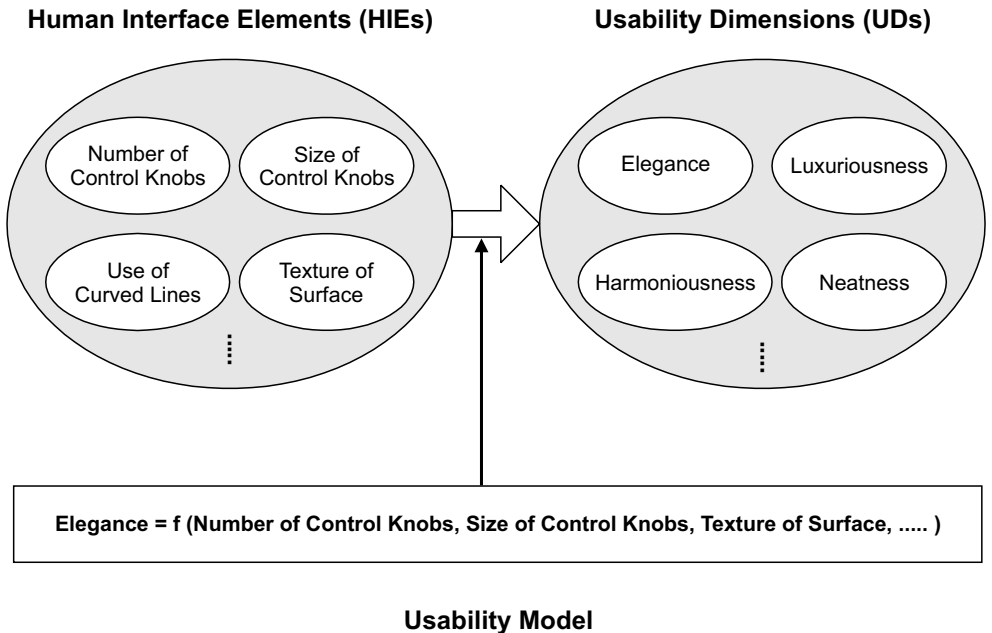 Human Interface Elements (HIEs)
Usability Dimensions (UDs)
Number of
Control Knobs
Size of
Control Knobs
Elegance
Luxuriousness
Use of
Curved Lines
Texture of
Surface
Harmoniousness
Neatness
Elegance = f (Number of Control Knobs, Size of Control Knobs, Texture of Surface, ..... )
Usability Model